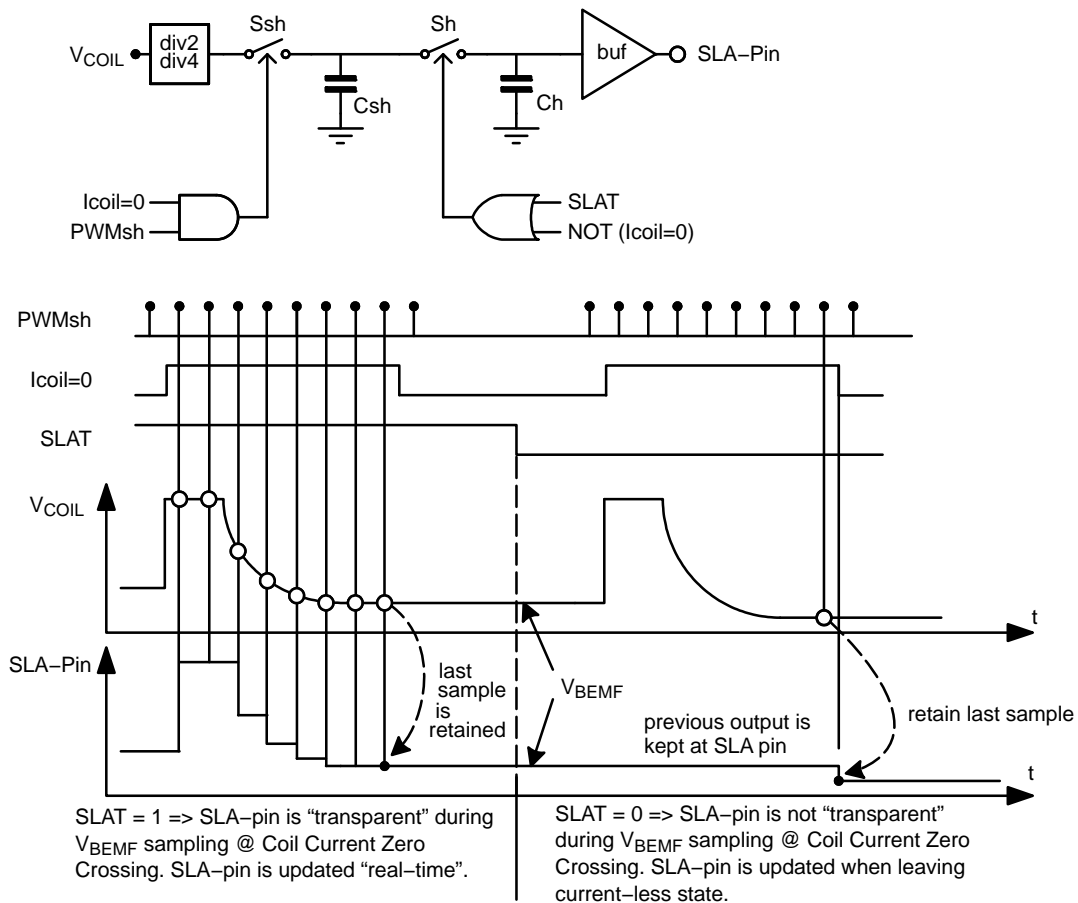 Ssh
Sh
V_COIL
div2
div4
buf
SLA−Pin
Csh
Ch
Icoil=0
PWMsh
SLAT
NOT (Icoil=0)
PWMsh
Icoil=0
SLAT
V_COIL
t
SLA−Pin
last
sample
is
retained
V_BEMF
previous output is
kept at SLA pin
retain last sample
t
SLAT = 1 => SLA−pin is “transparent” during
V_BEMF sampling @ Coil Current Zero
Crossing. SLA−pin is updated “real−time”.
SLAT = 0 => SLA−pin is not “transparent”
during V_BEMF sampling @ Coil Current Zero
Crossing. SLA−pin is updated when leaving
current−less state.